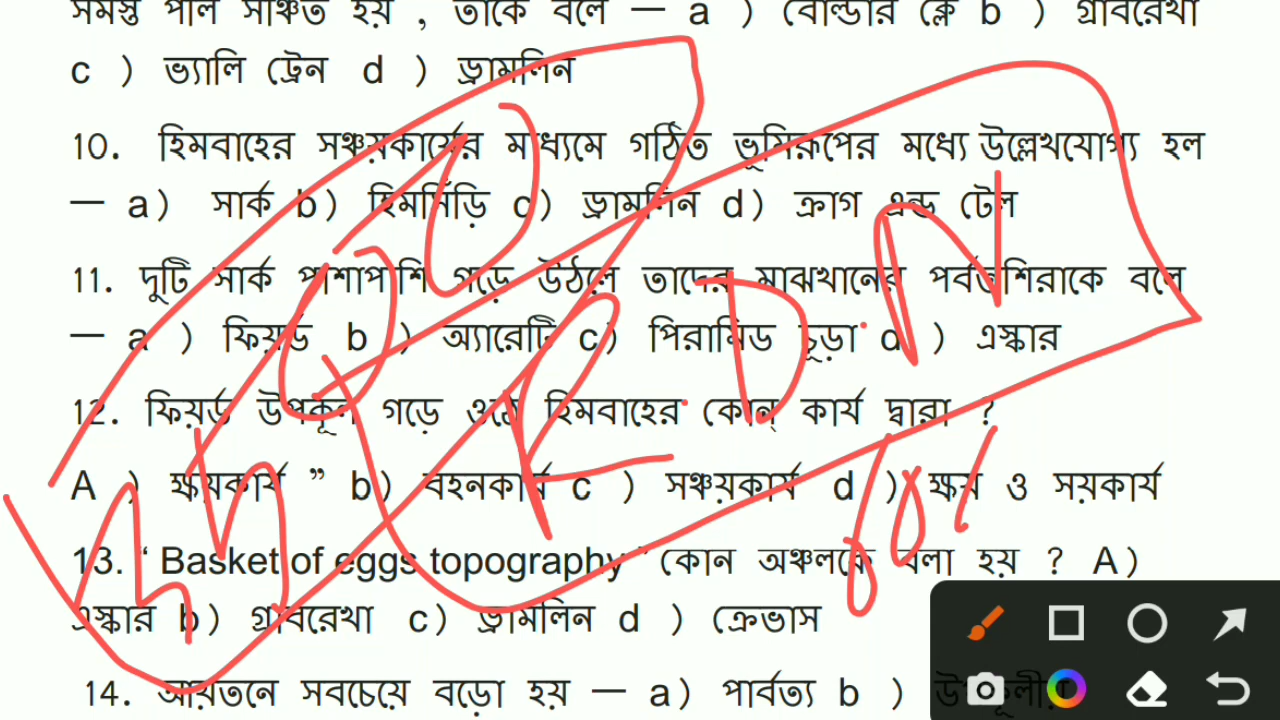 সমস্ত পলি সঞ্চিত হয় , তাকে বলে — a ) বোল্ডার ক্লে b ) গ্রাবরেখা
c ) ভ্যালি ট্রেন d ) ড্রামলিন
10. হিমবাহের সঞ্চয়কার্যের মাধ্যমে গঠিত ভূমিরূপের মধ্যে উল্লেখযোগ্য হল
— a) সার্ক b) হিমসিঁড়ি c) ড্রামলিন d) ক্রাগ এন্ড টেল
11. দুটি সার্ক পাশাপাশি গড়ে উঠলে তাদের মাঝখানের পর্বতশিরাকে বলে
— a ) ফিয়র্ড b ) অ্যারেটি c) পিরামিড চূড়া d ) এস্কার
12. ফিয়র্ড উপকূল গড়ে ওঠে হিমবাহের কোন্ কার্য দ্বারা ?
A ) ক্ষয়কার্য ” b) বহনকার্য c ) সঞ্চয়কার্য d ) ক্ষয় ও সয়কার্য
13. “ Basket of eggs topography ” কোন অঞ্চলকে বলা হয় ? A )
এস্কার b) গ্রাবরেখা c) ড্রামলিন d ) ক্রেভাস
14. আয়তনে সবচেয়ে বড়ো হয় — a) পার্বত্য b )